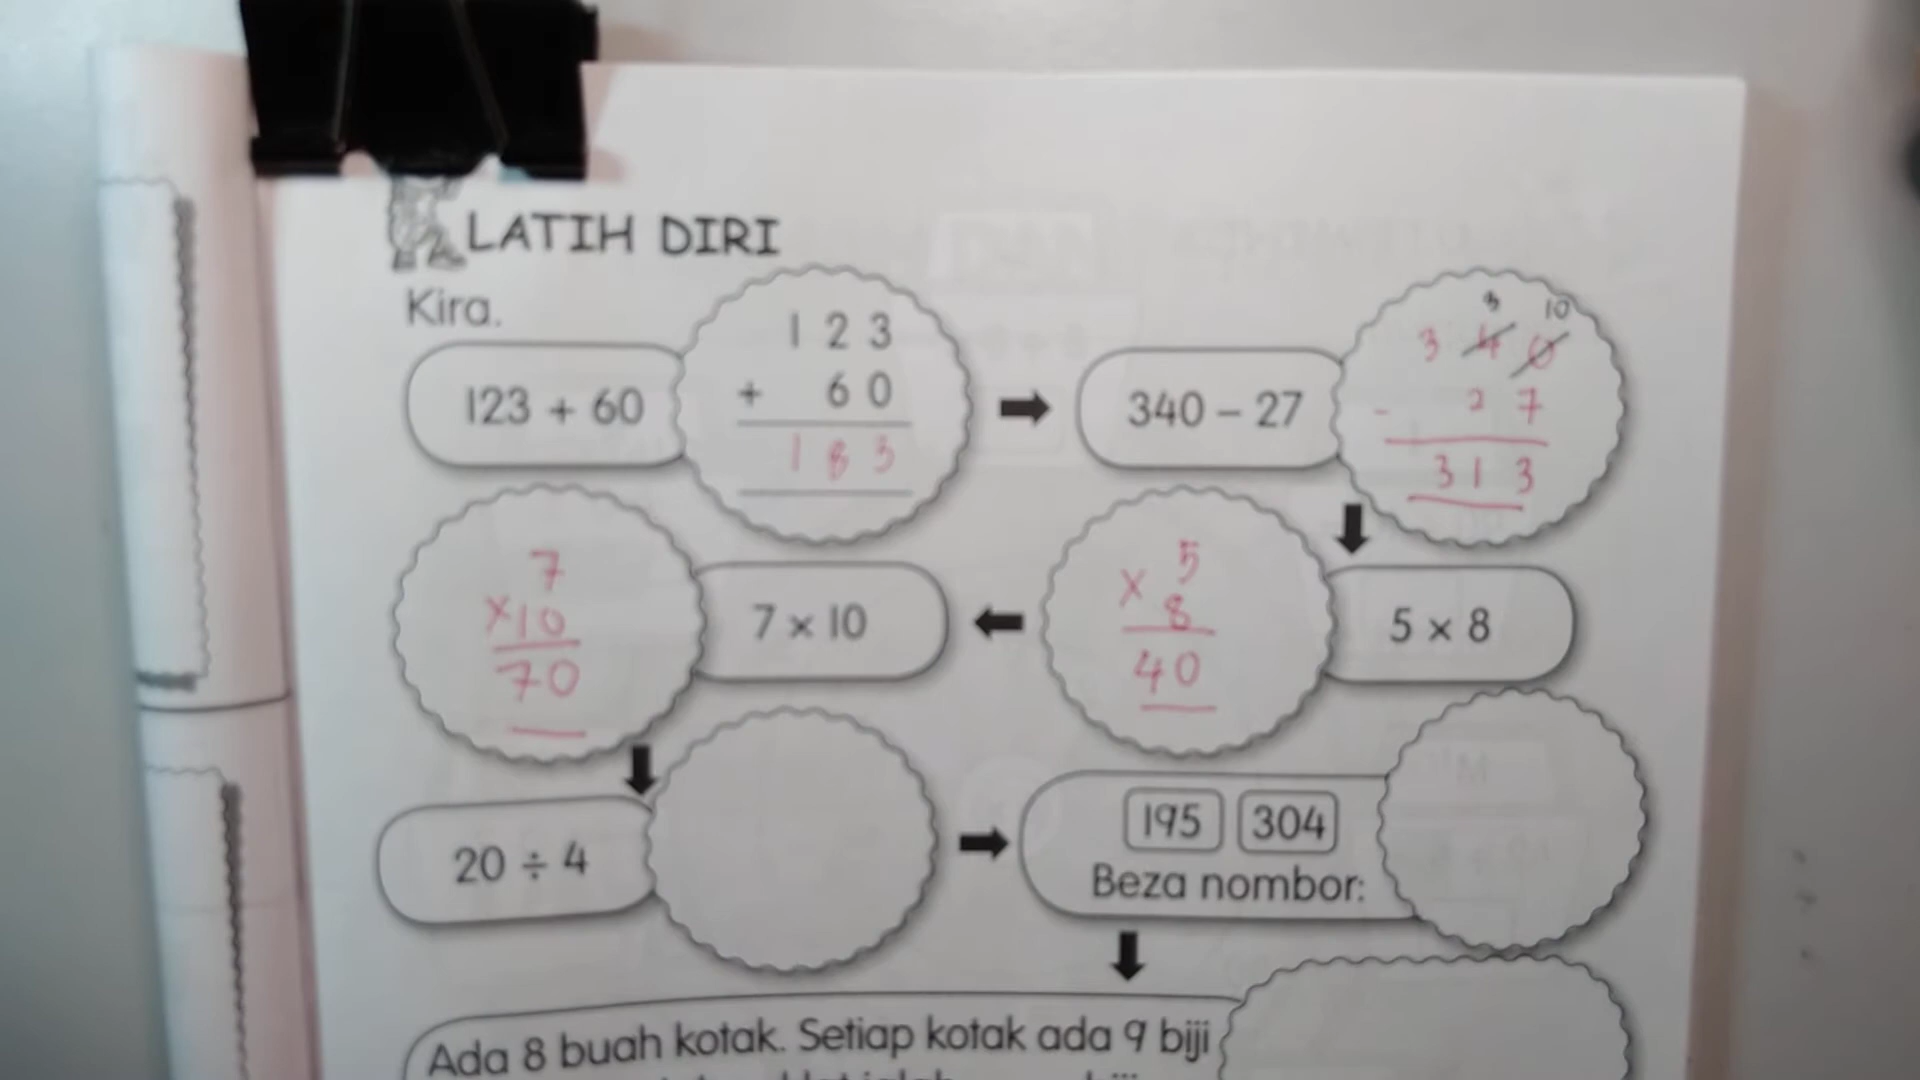 LATIH DIRI
Kira.
123 + 60
1 2 3
+ 6 0
1 8 3
340 – 27
3 10
3 4 0
- 2 7
3 1 3
5 × 8
5
× 8
40
7 × 10
7
×10
70
20 ÷ 4
195 304
Beza nombor:
Ada 8 buah kotak. Setiap kotak ada 9 biji